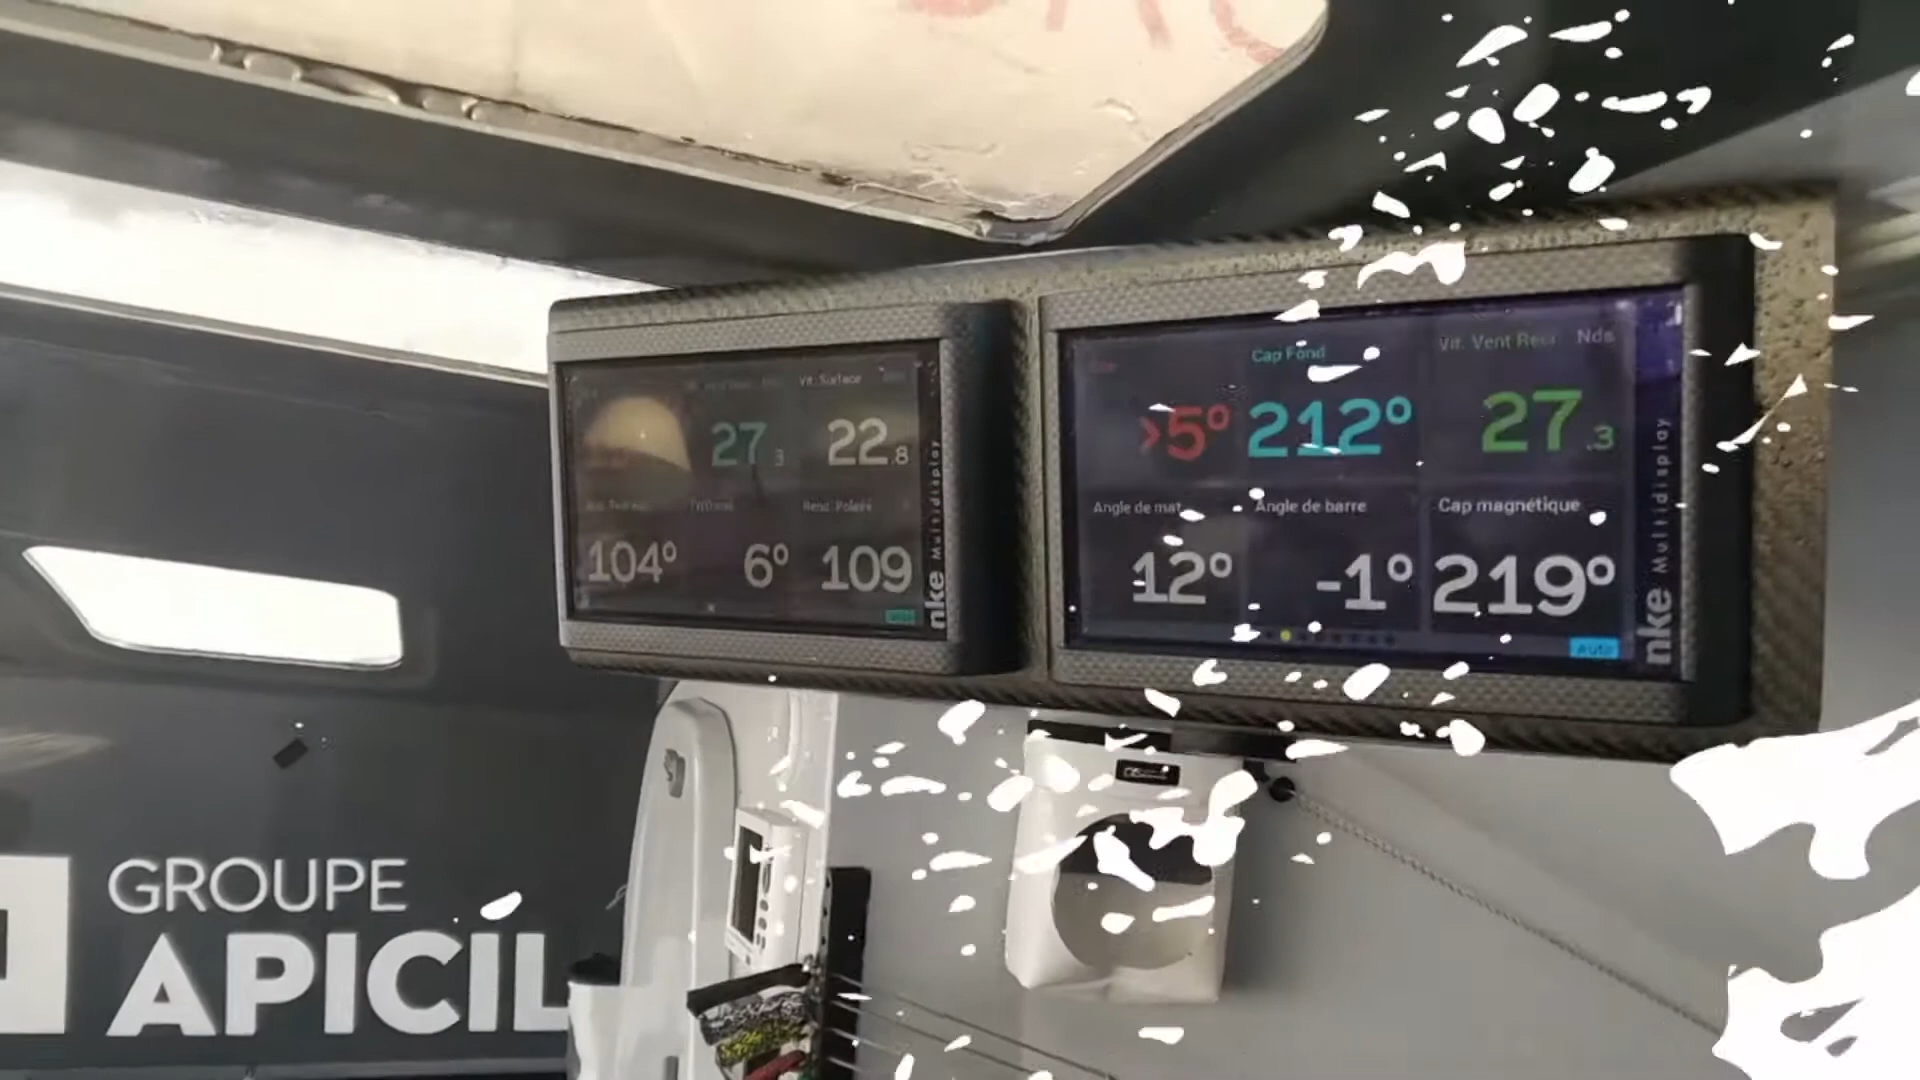 Vit. Surface
27.3
22.8
104°
6°
109
nke Multidisplay
Cap Fond
Vit. Vent Reel Nds
>5°
212°
27.3
Angle de mat
Angle de barre
Cap magnétique
12°
-1°
219°
Auto
nke Multidisplay
GROUPE
APICIL